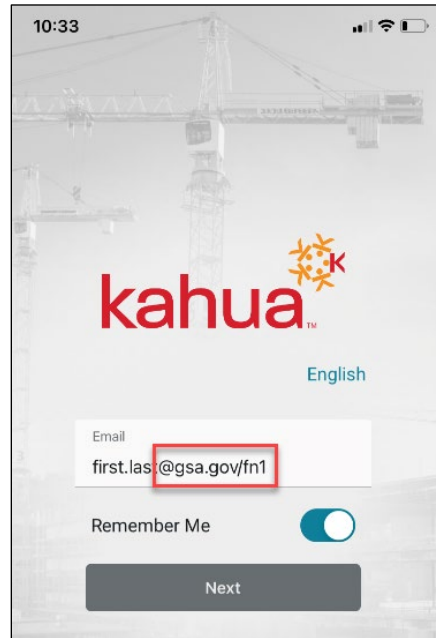 10:33
kahua
K
TM
English
Email
first.last@gsa.gov/fn1
Remember Me
Next